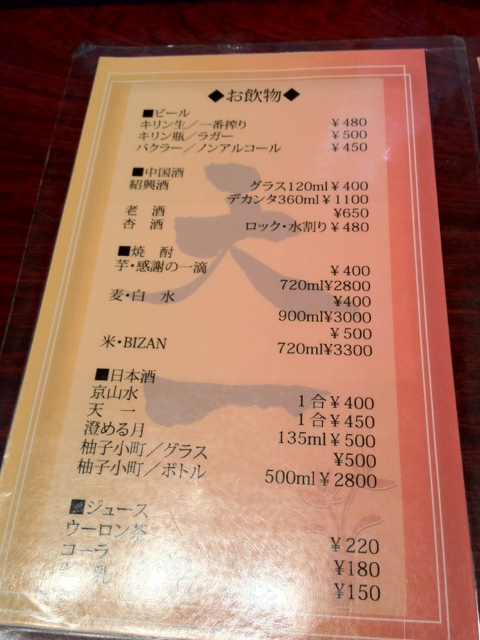 ◆お飲物◆
■ビール
キリン生／一番搾り ￥480
キリン瓶／ラガー ￥500
バクラー／ノンアルコール ￥450
■中国酒
紹興酒 グラス120ml￥400
デカンタ360ml￥1100
老　酒 ¥650
杏　酒 ロック・水割り￥480
■焼　酎
芋・感謝の一滴 ￥400
720ml¥2800
麦・白　水 ¥400
900ml¥3000
米・BIZAN ￥500
720ml¥3300
■日本酒
京山水 1合￥400
天　一 1合￥450
澄める月 135ml￥500
柚子小町／グラス ¥500
柚子小町／ボトル 500ml￥2800
■ジュース
ウーロン茶 ￥220
コーラ ¥180
乳 ¥150